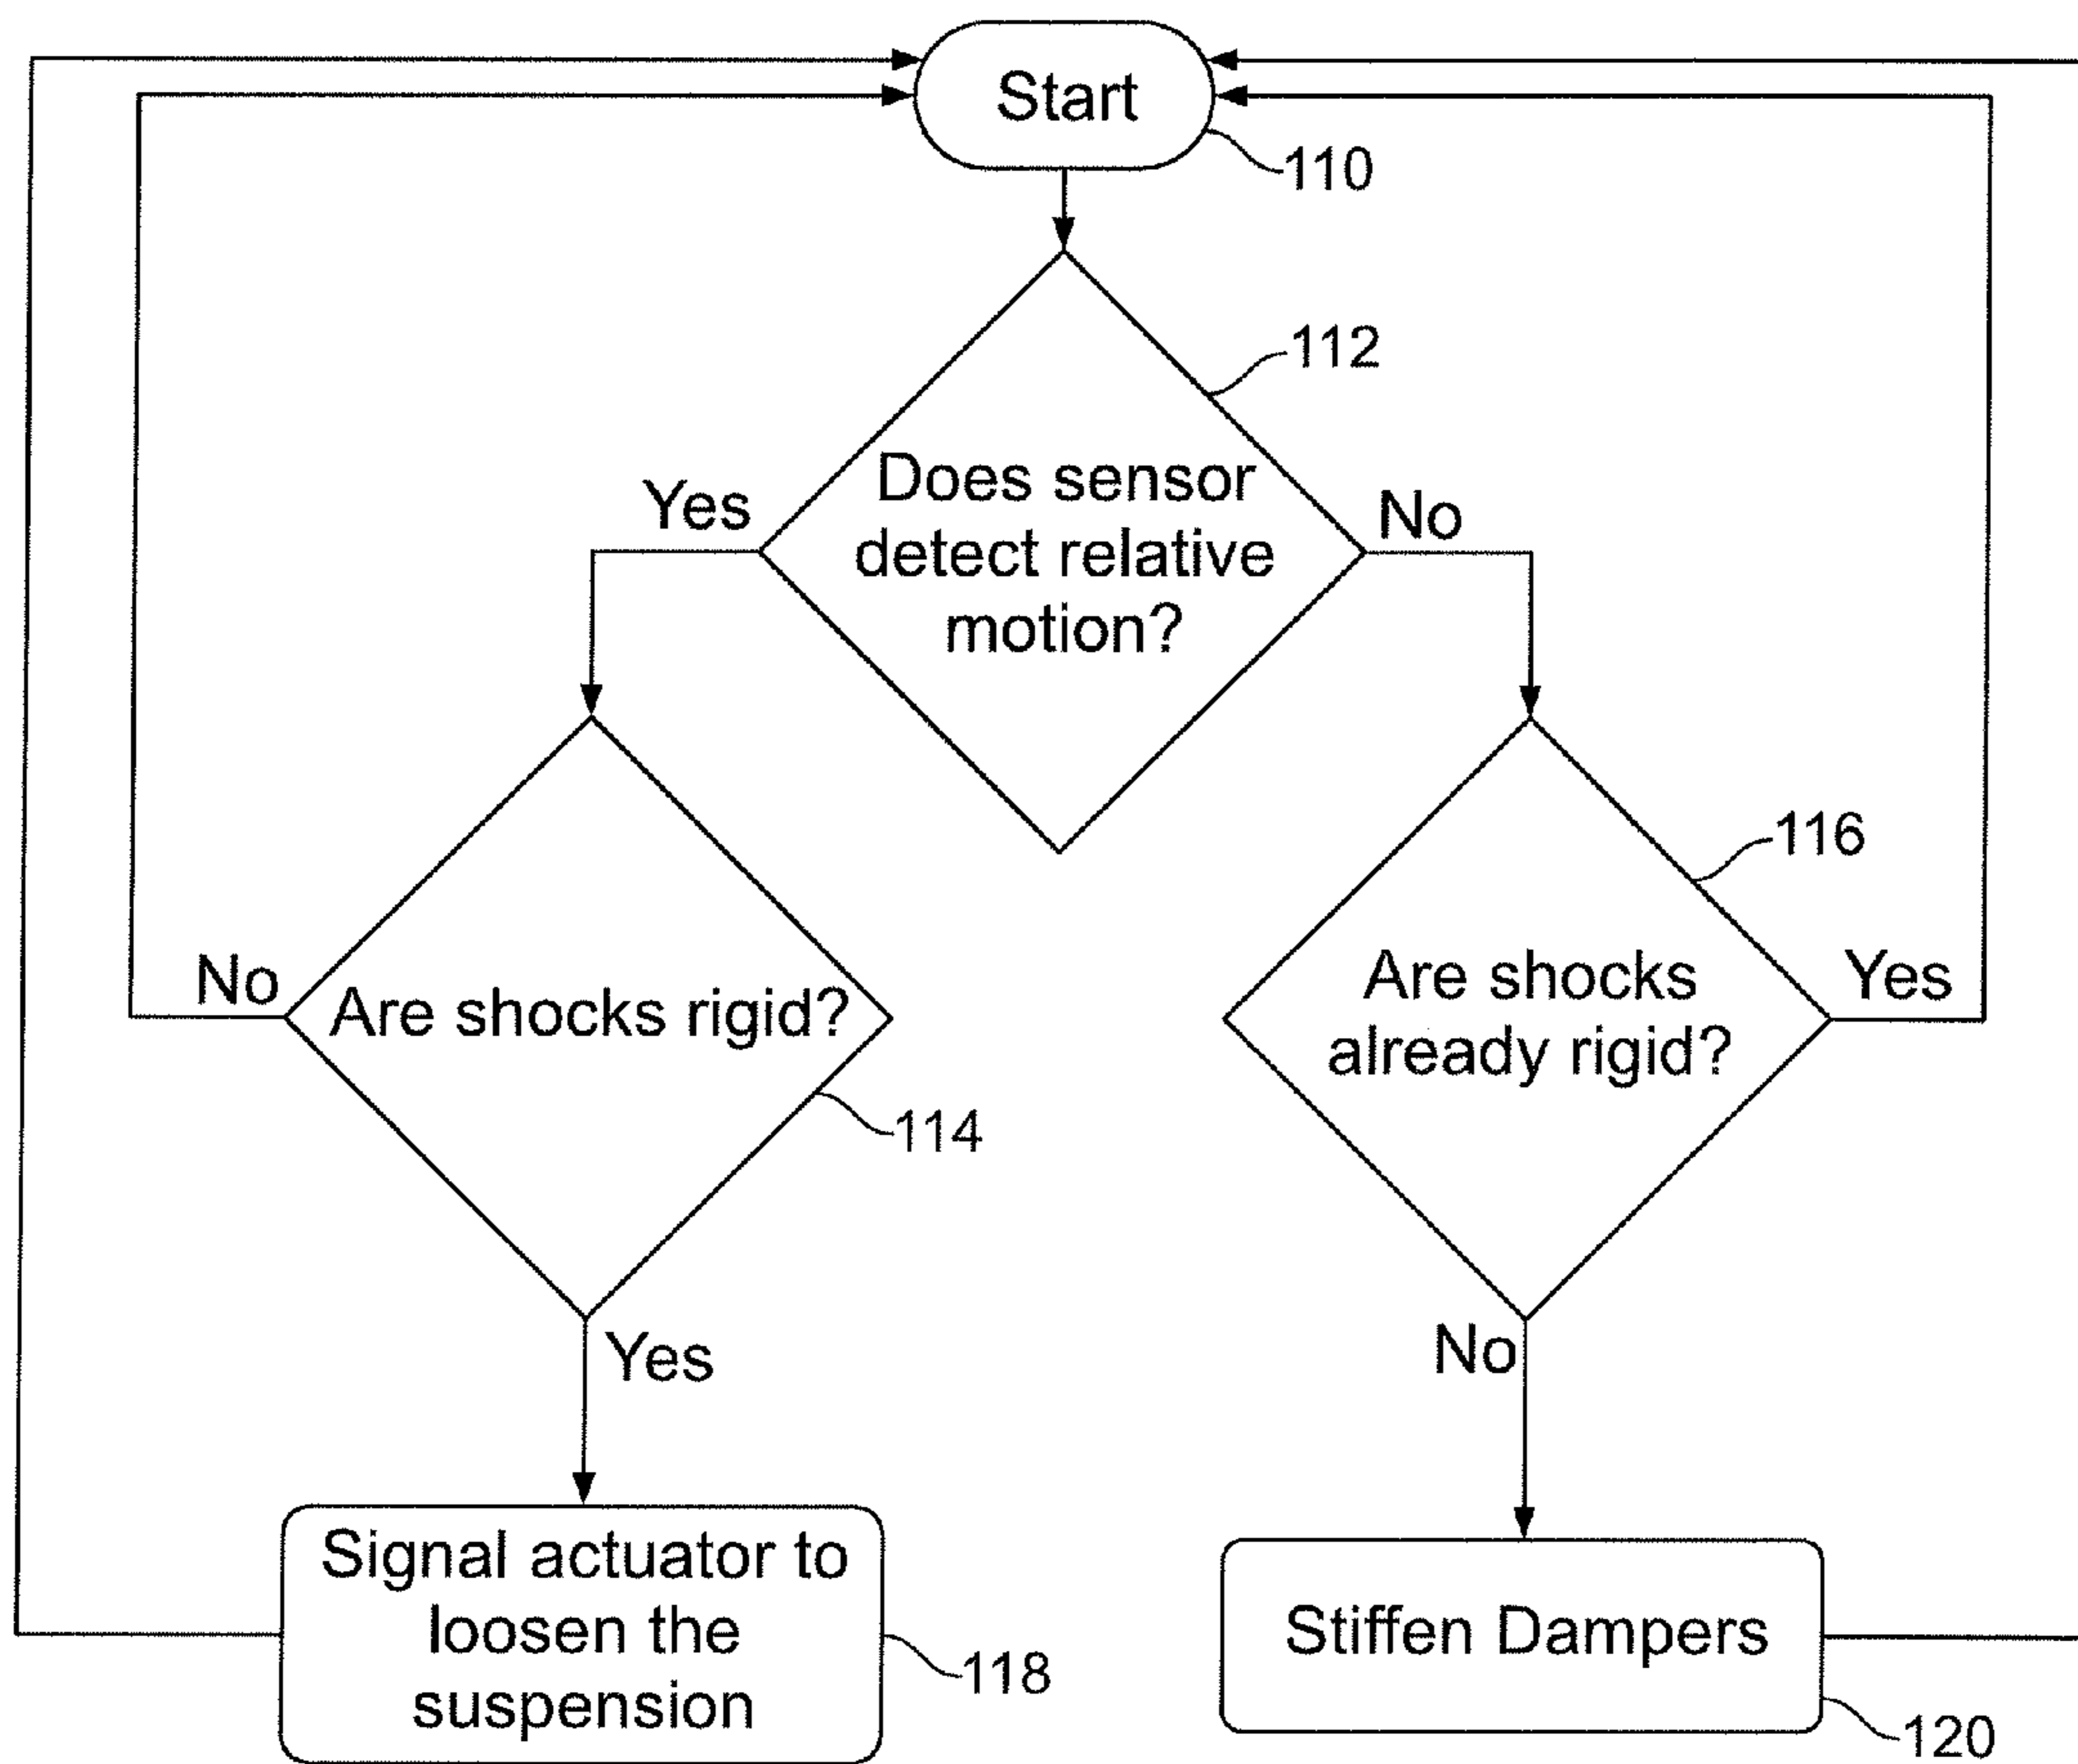 Start
110
112
Does sensor
detect relative
motion?
Yes
No
116
Are shocks rigid?
No
114
Yes
Are shocks
already rigid?
Yes
No
Signal actuator to
loosen the
suspension
118
Stiffen Dampers
120